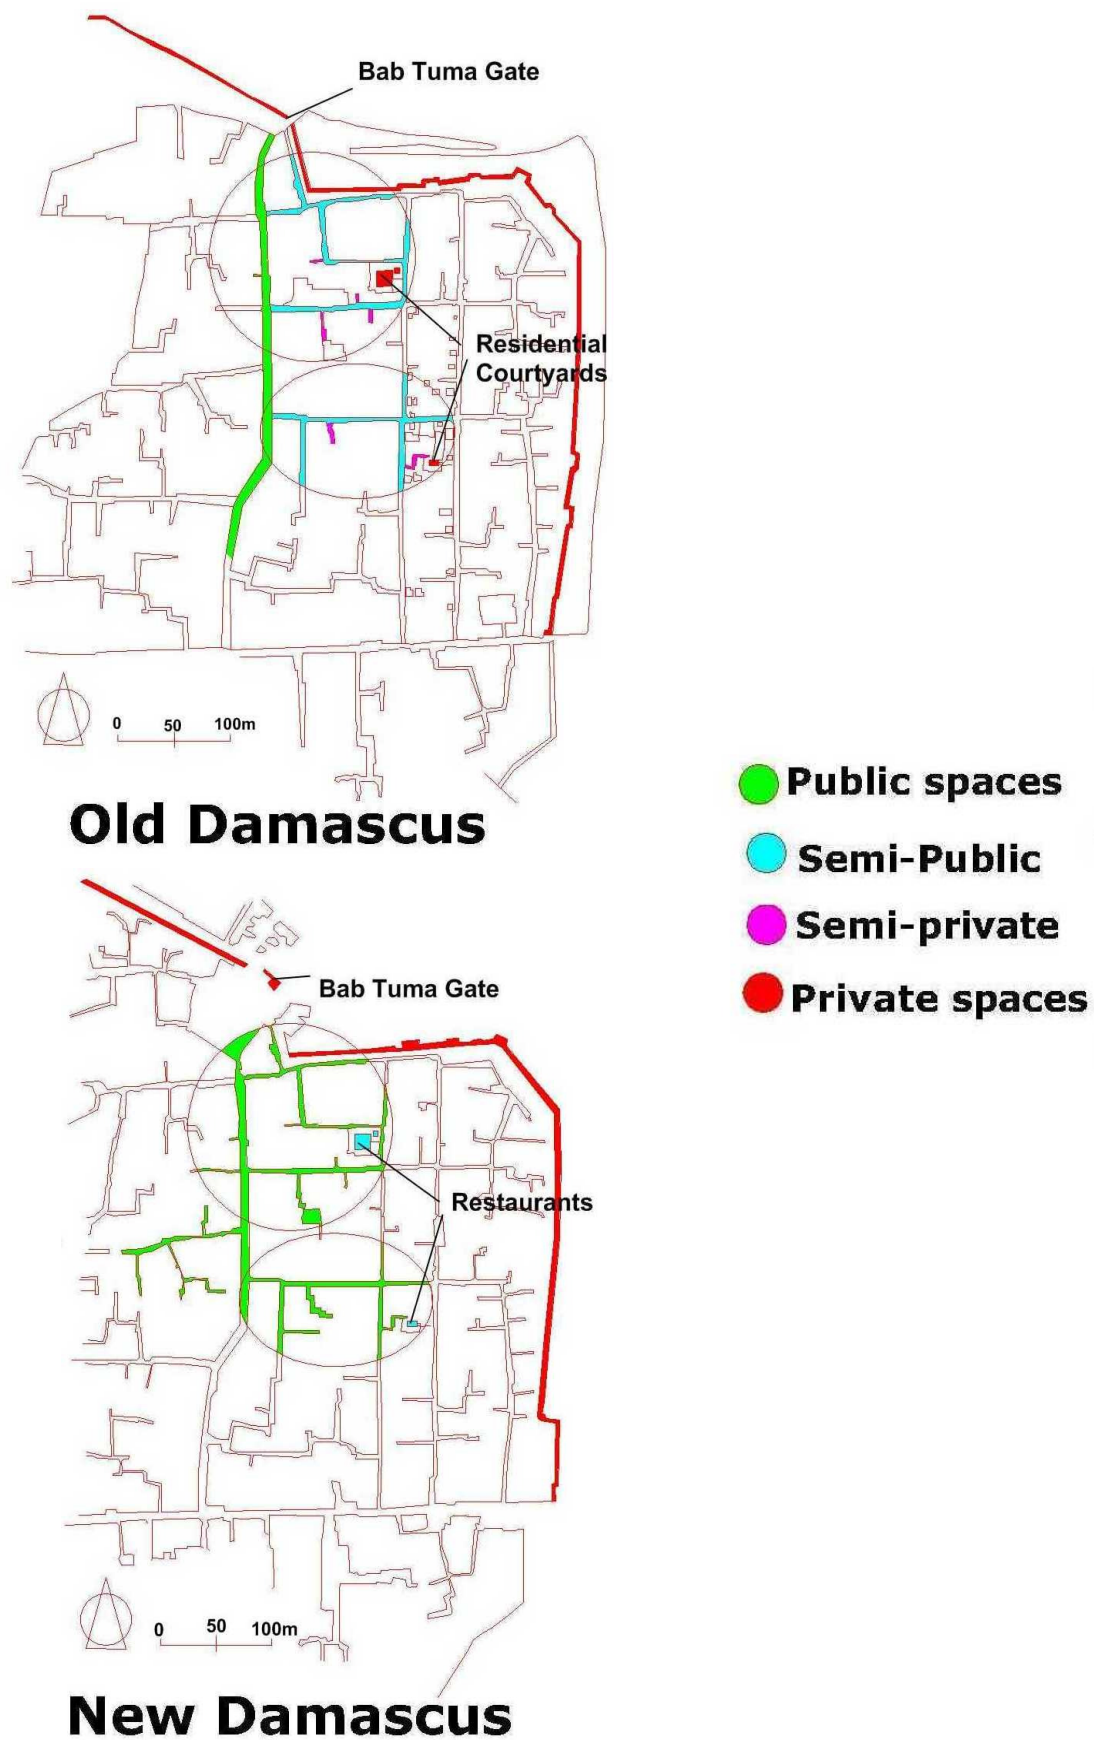 Bab Tuma Gate
Residential
Courtyards
0 50 100m
Old Damascus
Public spaces
Semi-Public
Semi-private
Private spaces
Bab Tuma Gate
Restaurants
0 50 100m
New Damascus